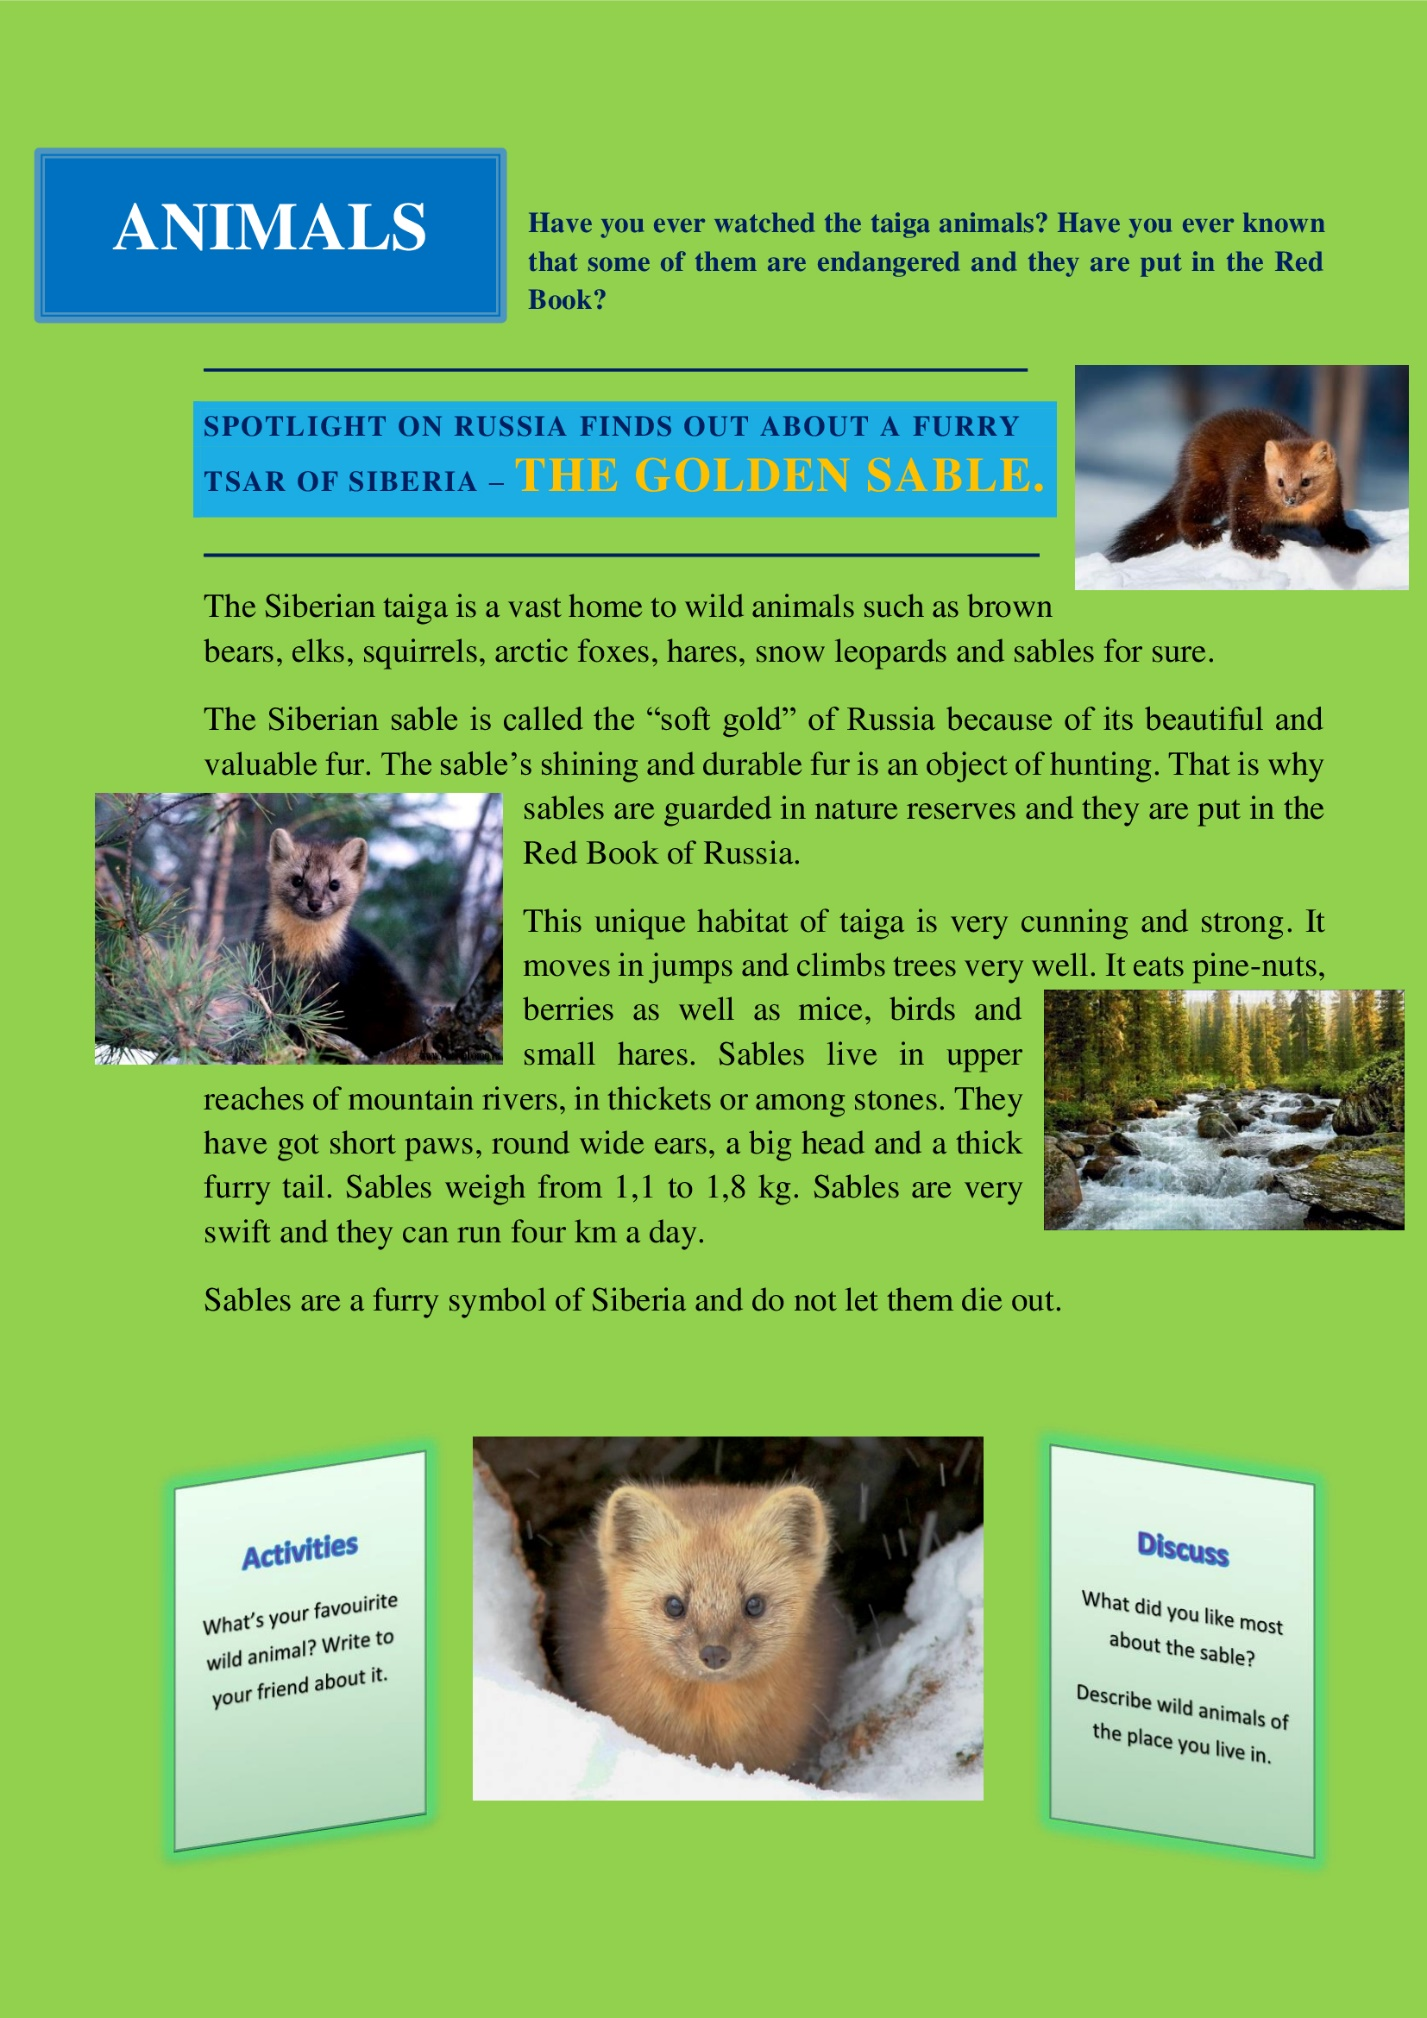 ANIMALS
Have you ever watched the taiga animals? Have you ever known
that some of them are endangered and they are put in the Red
Book?
SPOTLIGHT ON RUSSIA FINDS OUT ABOUT A FURRY
TSAR OF SIBERIA – THE GOLDEN SABLE.
The Siberian taiga is a vast home to wild animals such as brown
bears, elks, squirrels, arctic foxes, hares, snow leopards and sables for sure.
The Siberian sable is called the “soft gold” of Russia because of its beautiful and
valuable fur. The sable’s shining and durable fur is an object of hunting. That is why
sables are guarded in nature reserves and they are put in the
Red Book of Russia.
This unique habitat of taiga is very cunning and strong. It
moves in jumps and climbs trees very well. It eats pine-nuts,
berries as well as mice, birds and
small hares. Sables live in upper
reaches of mountain rivers, in thickets or among stones. They
have got short paws, round wide ears, a big head and a thick
furry tail. Sables weigh from 1,1 to 1,8 kg. Sables are very
swift and they can run four km a day.
Sables are a furry symbol of Siberia and do not let them die out.
Activities
What’s your favouirite
wild animal? Write to
your friend about it.
Discuss
What did you like most
about the sable?
Describe wild animals of
the place you live in.